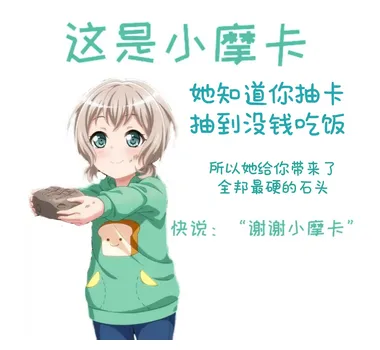 这是小摩卡
她知道你抽卡
抽到没钱吃饭
所以她给你带来了
全邦最硬的石头
快说：“谢谢小摩卡”